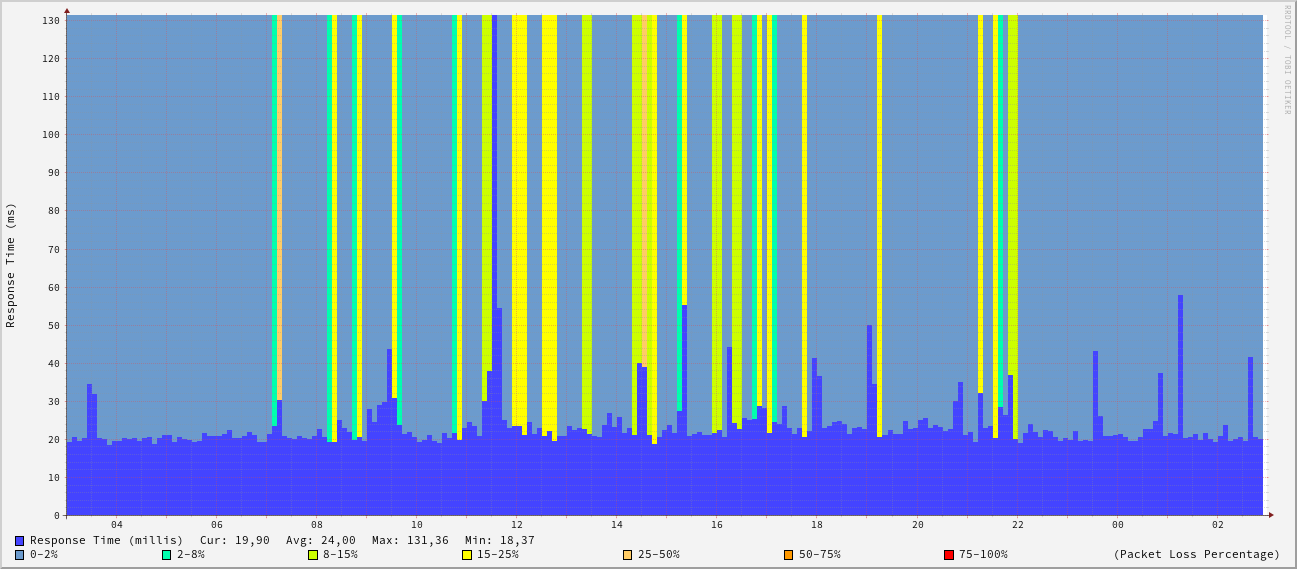 RRDTOOL / TOBI OETIKER
Response Time (ms)
130
120
110
100
90
80
70
60
50
40
30
20
10
0
04 06 08 10 12 14 16 18 20 22 00 02
Response Time (millis) Cur: 19,90 Avg: 24,00 Max: 131,36 Min: 18,37
0-2% 2-8% 8-15% 15-25% 25-50% 50-75% 75-100% (Packet Loss Percentage)